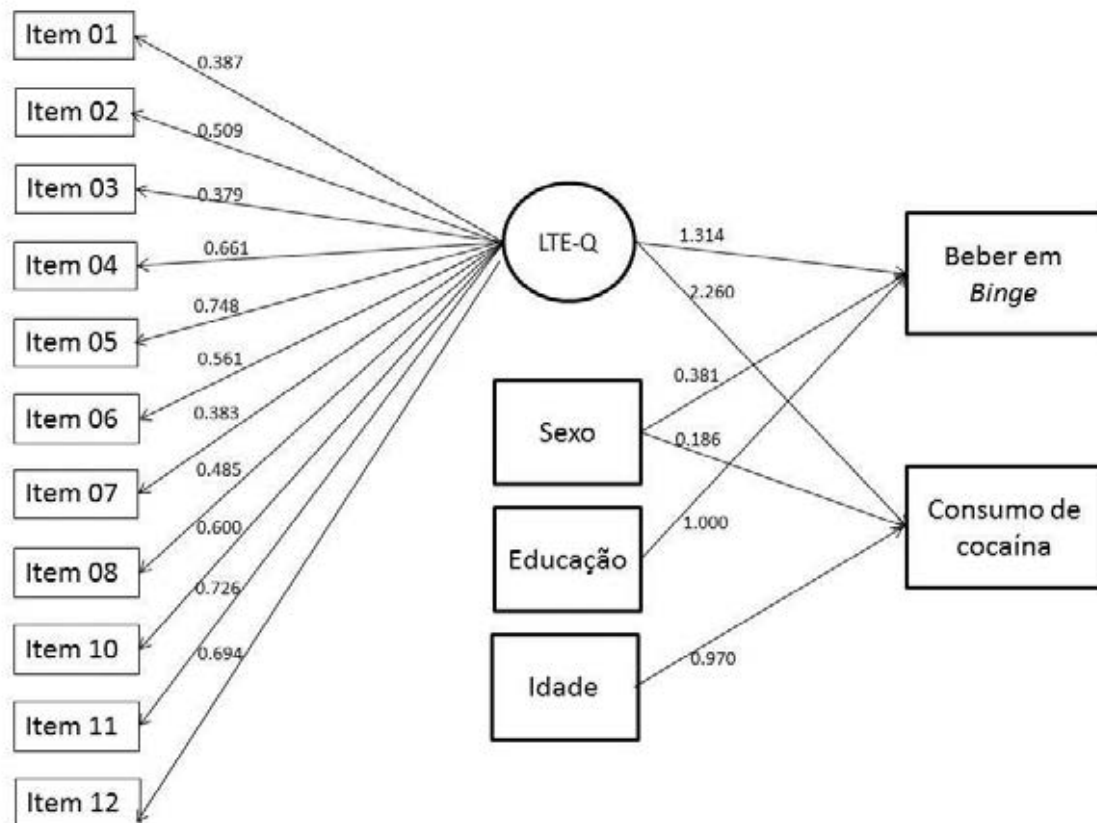 Item 01
Item 02
Item 03
Item 04
Item 05
Item 06
Item 07
Item 08
Item 10
Item 11
Item 12
0.387
0.509
0.379
0.661
0.748
0.561
0.383
0.485
0.600
0.726
0.694
LTE-Q
Sexo
Educação
Idade
1.314
2.260
0.381
0.186
1.000
0.970
Beber em
Binge
Consumo de
cocaína